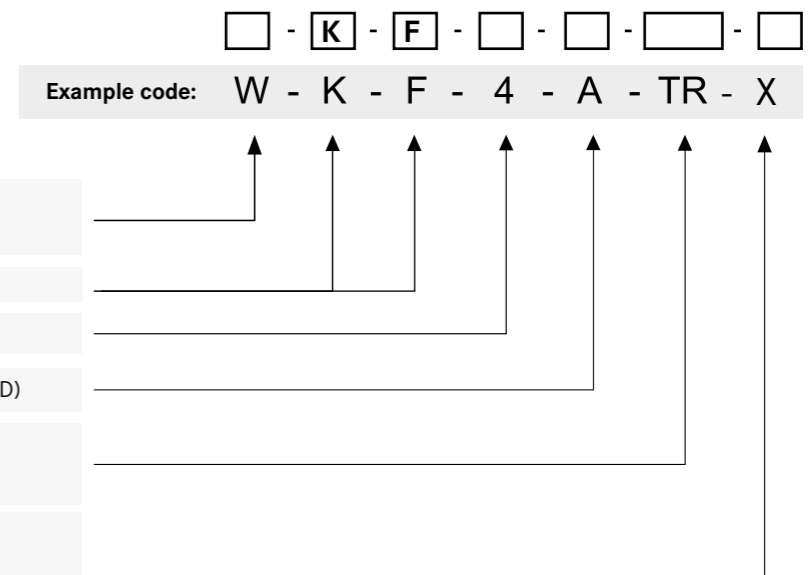 - K - F - - -
Example code: W - K - F - 4 - A - TR - X
D)